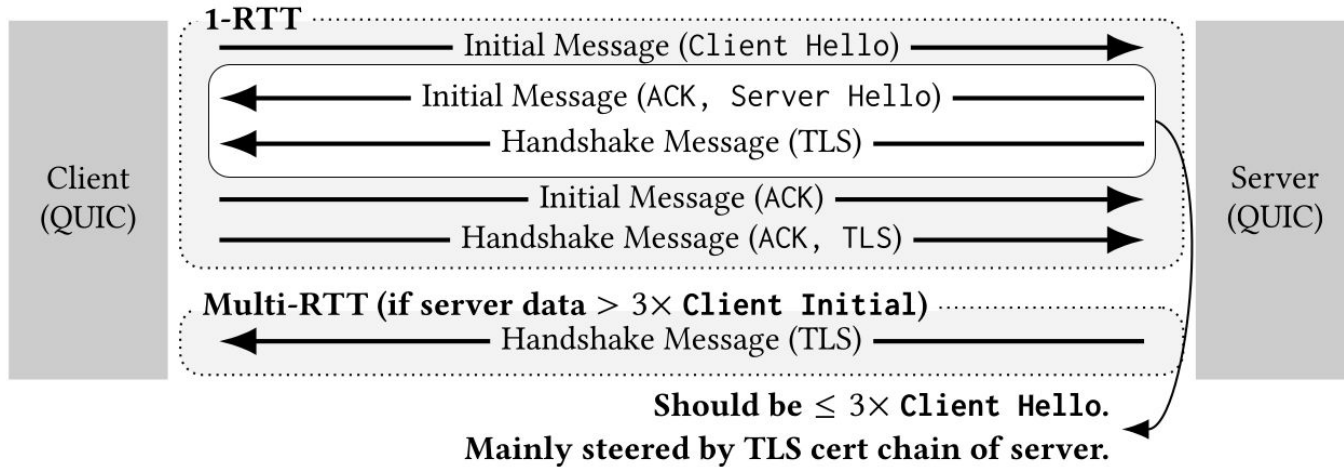 1-RTT
Initial Message (Client Hello)
Initial Message (ACK, Server Hello)
Handshake Message (TLS)
Client
(QUIC)
Server
(QUIC)
Initial Message (ACK)
Handshake Message (ACK, TLS)
Multi-RTT (if server data > 3× Client Initial)
Handshake Message (TLS)
Should be ≤ 3× Client Hello.
Mainly steered by TLS cert chain of server.